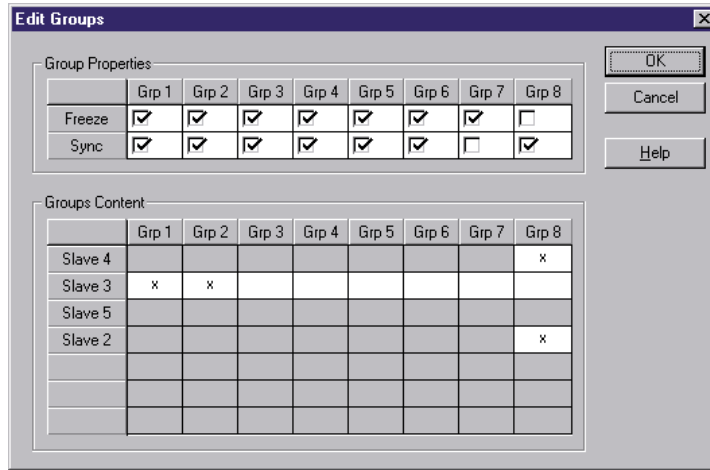 Edit Groups
Group Properties
Grp 1 Grp 2 Grp 3 Grp 4 Grp 5 Grp 6 Grp 7 Grp 8
Freeze
Sync
OK
Cancel
Help
Groups Content
Grp 1 Grp 2 Grp 3 Grp 4 Grp 5 Grp 6 Grp 7 Grp 8
Slave 4 x
Slave 3 x x
Slave 5
Slave 2 x